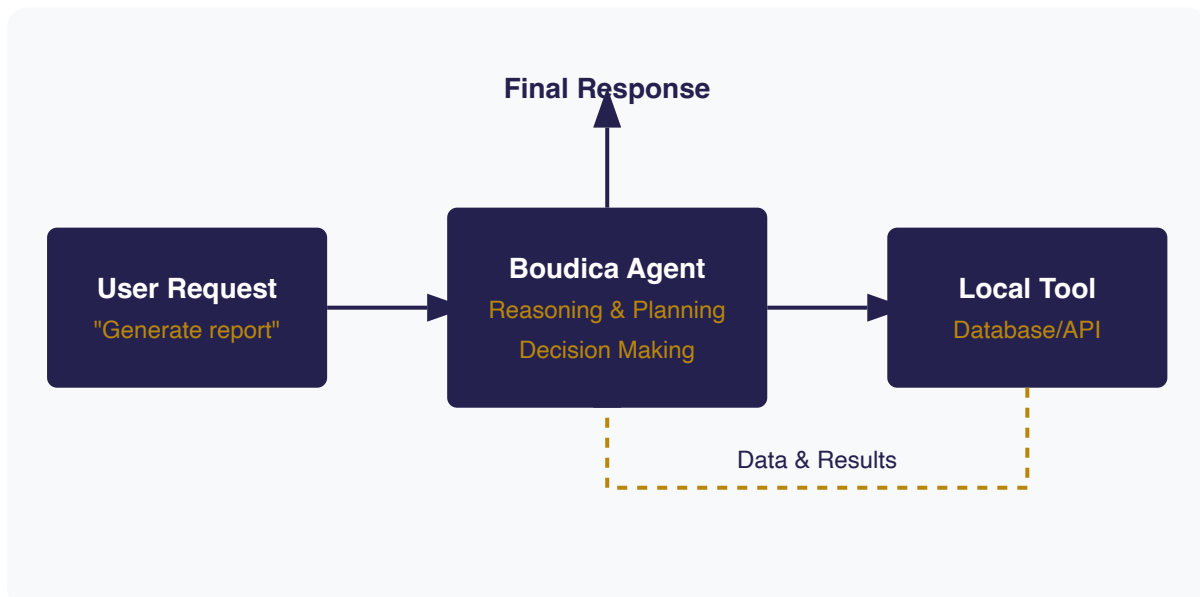 Final Response
User Request
"Generate report"
Boudica Agent
Reasoning & Planning
Decision Making
Local Tool
Database/API
Data & Results